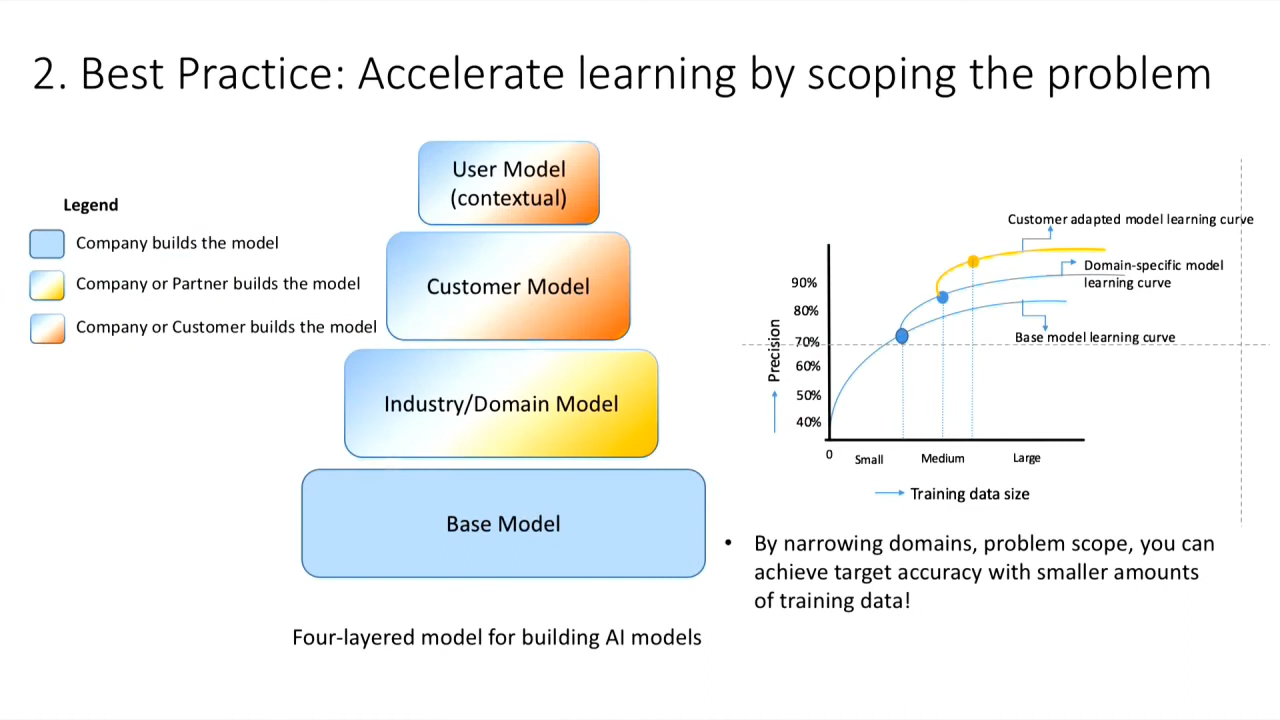 2. Best Practice: Accelerate learning by scoping the problem
Legend
Company builds the model
Company or Partner builds the model
Company or Customer builds the model
User Model
(contextual)
Customer Model
Industry/Domain Model
Base Model
Four-layered model for building AI models
Customer adapted model learning curve
Domain-specific model
learning curve
Base model learning curve
Precision
90%
80%
70%
60%
50%
40%
0
Small
Medium
Large
Training data size
• By narrowing domains, problem scope, you can
achieve target accuracy with smaller amounts
of training data!